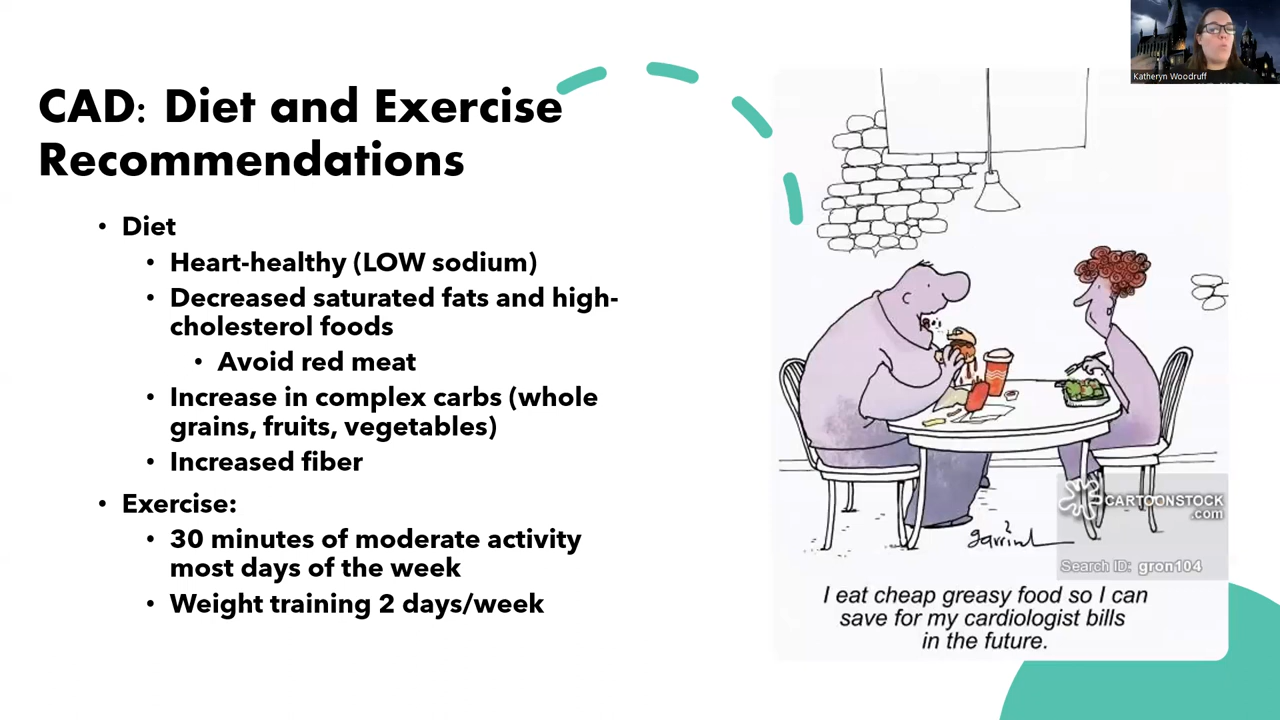 CAD: Diet and Exercise
Recommendations
• Diet
• Heart-healthy (LOW sodium)
• Decreased saturated fats and high-
cholesterol foods
• Avoid red meat
• Increase in complex carbs (whole
grains, fruits, vegetables)
• Increased fiber
• Exercise:
• 30 minutes of moderate activity
most days of the week
• Weight training 2 days/week
Katheryn Woodruff
CARTOONSTOCK
.com
Search ID: gron104
I eat cheap greasy food so I can
save for my cardiologist bills
in the future.